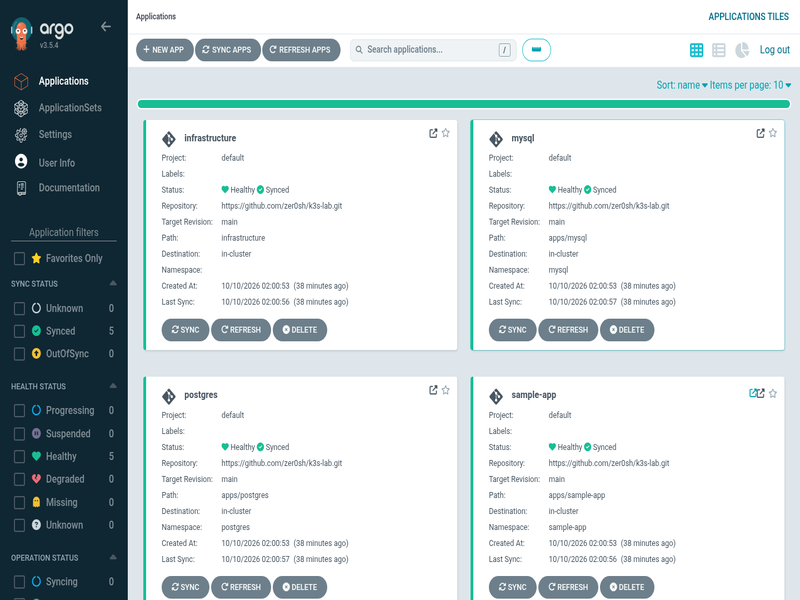 argo
v3.5.4
Applications
ApplicationSets
Settings
User Info
Documentation
Application filters
Favorites Only
SYNC STATUS
Unknown 0
Synced 5
OutOfSync 0
HEALTH STATUS
Progressing 0
Suspended 0
Healthy 5
Degraded 0
Missing 0
Unknown 0
OPERATION STATUS
Syncing 0
Applications
APPLICATIONS TILES
+ NEW APP
SYNC APPS
REFRESH APPS
Search applications...
/
Log out
Sort: name
Items per page: 10
infrastructure
Project: default
Labels:
Status: Healthy Synced
Repository: https://github.com/zer0sh/k3s-lab.git
Target Revision: main
Path: infrastructure
Destination: in-cluster
Namespace:
Created At: 10/10/2026 02:00:53 (38 minutes ago)
Last Sync: 10/10/2026 02:00:56 (38 minutes ago)
SYNC REFRESH DELETE
mysql
Project: default
Labels:
Status: Healthy Synced
Repository: https://github.com/zer0sh/k3s-lab.git
Target Revision: main
Path: apps/mysql
Destination: in-cluster
Namespace: mysql
Created At: 10/10/2026 02:00:53 (38 minutes ago)
Last Sync: 10/10/2026 02:00:57 (38 minutes ago)
SYNC REFRESH DELETE
postgres
Project: default
Labels:
Status: Healthy Synced
Repository: https://github.com/zer0sh/k3s-lab.git
Target Revision: main
Path: apps/postgres
Destination: in-cluster
Namespace: postgres
Created At: 10/10/2026 02:00:53 (38 minutes ago)
Last Sync: 10/10/2026 02:00:57 (38 minutes ago)
SYNC REFRESH DELETE
sample-app
Project: default
Labels:
Status: Healthy Synced
Repository: https://github.com/zer0sh/k3s-lab.git
Target Revision: main
Path: apps/sample-app
Destination: in-cluster
Namespace: sample-app
Created At: 10/10/2026 02:00:53 (38 minutes ago)
Last Sync: 10/10/2026 02:00:56 (38 minutes ago)
SYNC REFRESH DELETE